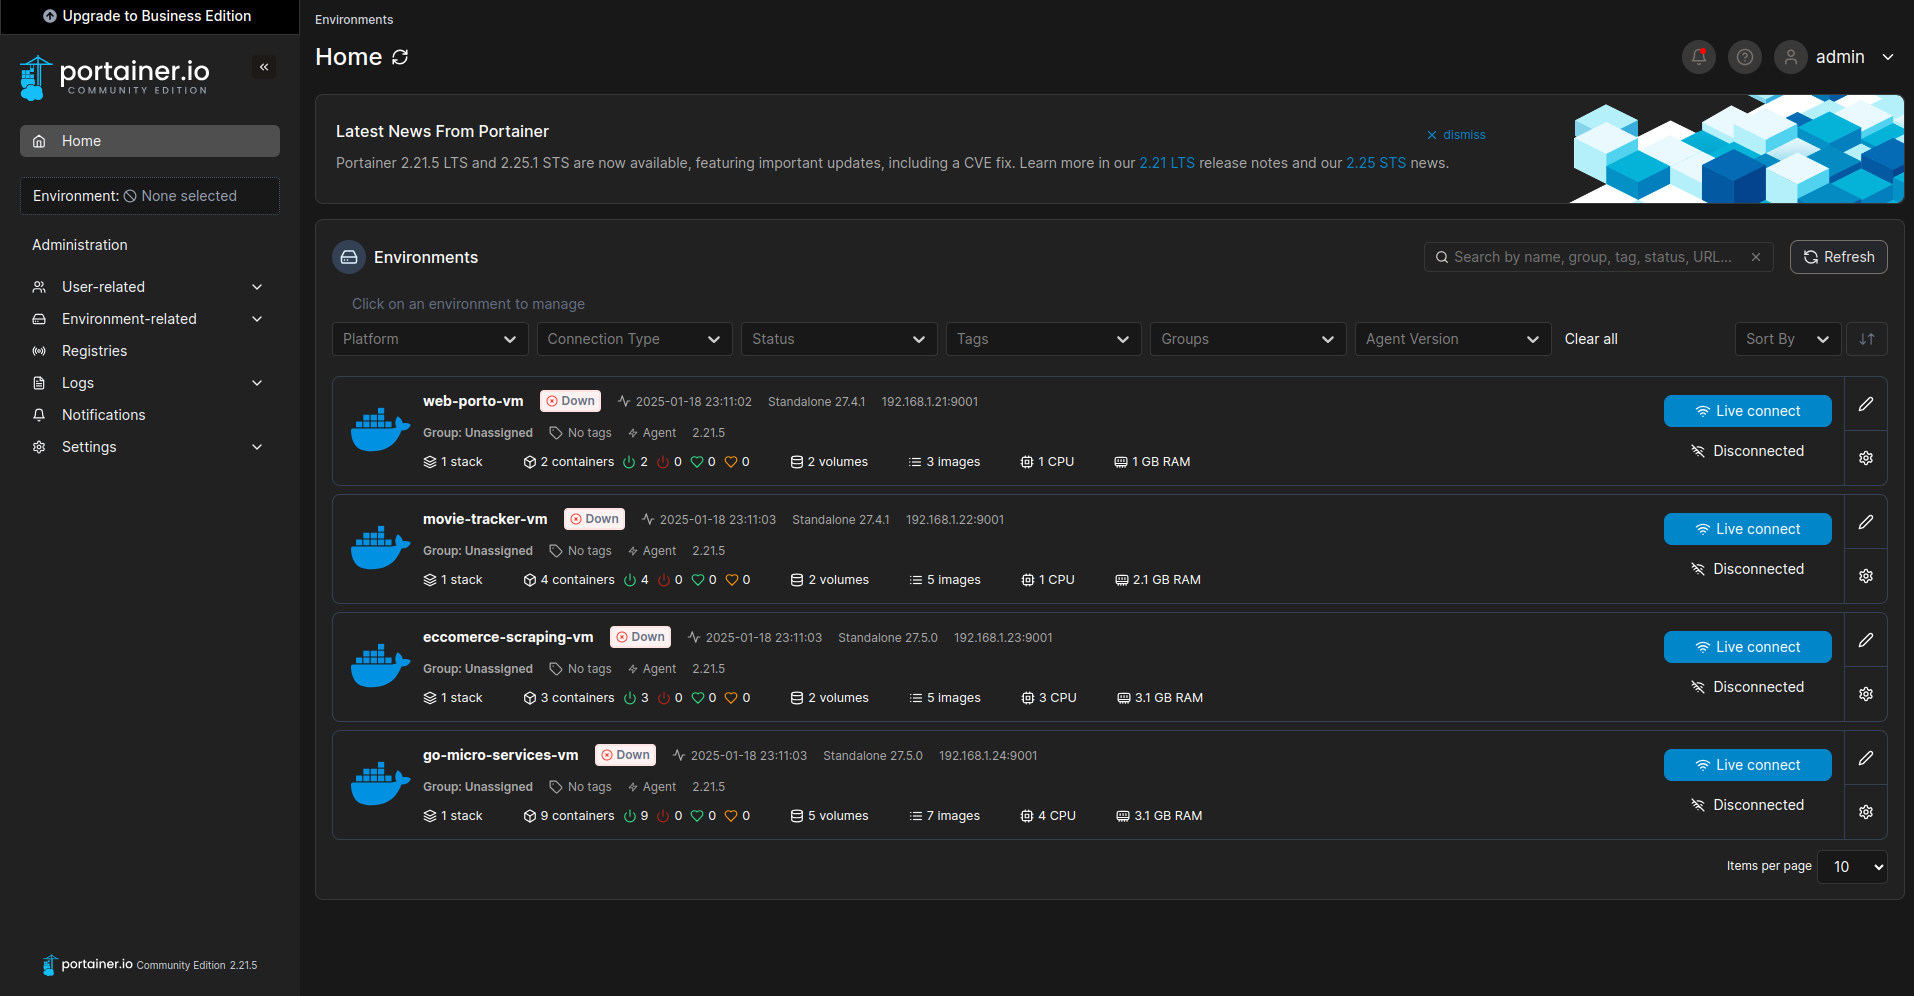 Upgrade to Business Edition
portainer.io
COMMUNITY EDITION
Home
Environment: None selected
Administration
User-related
Environment-related
Registries
Logs
Notifications
Settings
portainer.io Community Edition 2.21.5
Environments
Home
admin
Latest News From Portainer
dismiss
Portainer 2.21.5 LTS and 2.25.1 STS are now available, featuring important updates, including a CVE fix. Learn more in our 2.21 LTS release notes and our 2.25 STS news.
Environments
Search by name, group, tag, status, URL...
Refresh
Click on an environment to manage
Platform Connection Type Status Tags Groups Agent Version Clear all Sort By
web-porto-vm Down 2025-01-18 23:11:02 Standalone 27.4.1 192.168.1.21:9001
Group: Unassigned No tags Agent 2.21.5
1 stack 2 containers 2 0 0 0 2 volumes 3 images 1 CPU 1 GB RAM
Live connect
Disconnected
movie-tracker-vm Down 2025-01-18 23:11:03 Standalone 27.4.1 192.168.1.22:9001
Group: Unassigned No tags Agent 2.21.5
1 stack 4 containers 4 0 0 0 2 volumes 5 images 1 CPU 2.1 GB RAM
Live connect
Disconnected
eccomerce-scraping-vm Down 2025-01-18 23:11:03 Standalone 27.5.0 192.168.1.23:9001
Group: Unassigned No tags Agent 2.21.5
1 stack 3 containers 3 0 0 0 2 volumes 5 images 3 CPU 3.1 GB RAM
Live connect
Disconnected
go-micro-services-vm Down 2025-01-18 23:11:03 Standalone 27.5.0 192.168.1.24:9001
Group: Unassigned No tags Agent 2.21.5
1 stack 9 containers 9 0 0 0 5 volumes 7 images 4 CPU 3.1 GB RAM
Live connect
Disconnected
Items per page 10